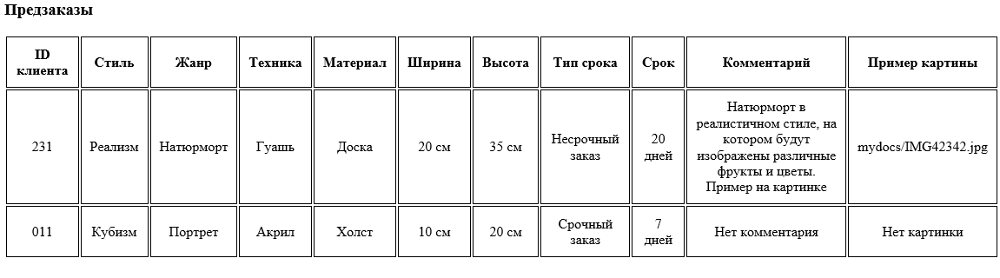 Предзаказы
ID клиента Стиль Жанр Техника Материал Ширина Высота Тип срока Срок Комментарий Пример картины
231 Реализм Натюрморт Гуашь Доска 20 см 35 см Несрочный заказ 20 дней Натюрморт в реалистичном стиле, на котором будут изображены различные фрукты и цветы. Пример на картинке mydocs/IMG42342.jpg
011 Кубизм Портрет Акрил Холст 10 см 20 см Срочный заказ 7 дней Нет комментария Нет картинки